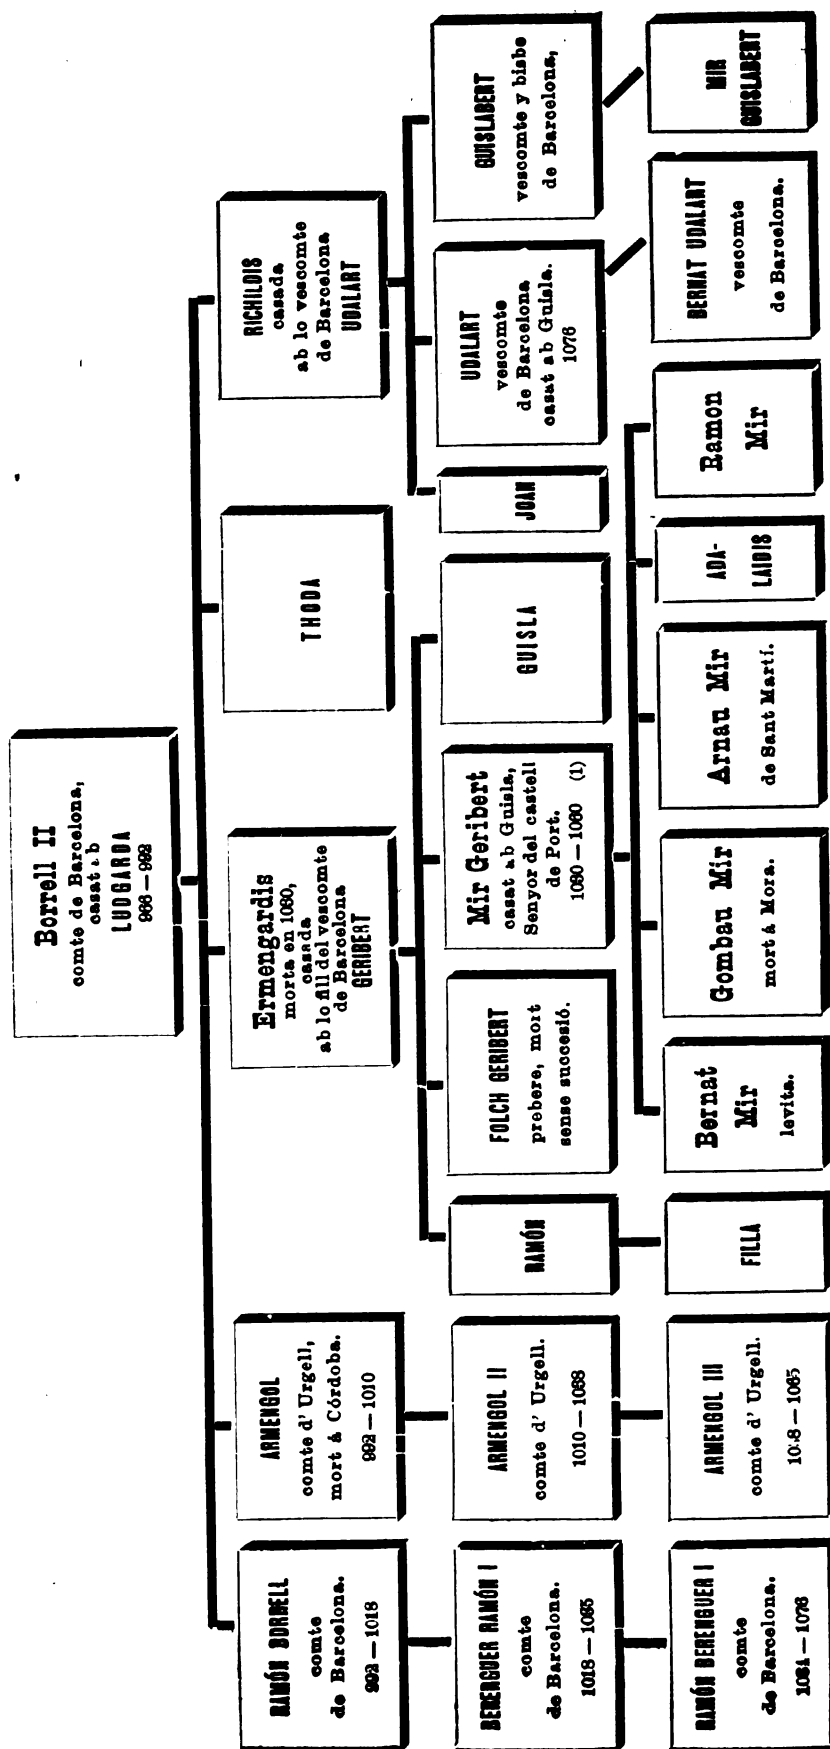 Borrell II
comte de Barcelona,
casat ab
LUDGARDA
966—992
RAMÓN BORRELL
comte
de Barcelona.
992—1018
ARMENGOL
comte d' Urgell,
mort á Córdoba.
992—1010
Ermengardis
morta en 1030,
casada
ab lo fill del vescomte
de Barcelona
GERIBERT
THODA
RICHILDIS
casada
ab lo vescomte
de Barcelona
UDALART
BERENGUER RAMÓN I
comte
de Barcelona.
1018—1035
ARMENGOL II
comte d' Urgell.
1010—1038
RAMÓN
FOLCH GERIBERT
prebere, mort
sense successió.
Mir Geribert
casat ab Guisla,
Senyor del castell
de Port.
1030—1060 (1)
GUISLA
JOAN
UDALART
vescomte
de Barcelona
casat ab Guisla.
1076
GUISLABERT
vescomte y bisbe
de Barcelona,
RAMÓN BERENGUER I
comte
de Barcelona.
1076
ARMENGOL III
comte d' Urgell.
1065
FILLA
Bernat
Mir
levita.
Gombau Mir
mort á Mora.
Arnau Mir
de Sant Martí.
ADA-
LAIDIS
Ramon
Mir
BERNAT UDALART
vescomte
de Barcelona.
MIR
GUISLABERT